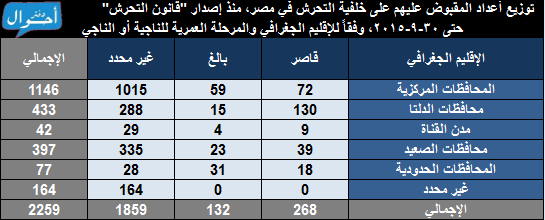 دفتر أحوال
توزيع أعداد المقبوض عليهم على خلفية التحرش في مصر، منذ إصدار "قانون التحرش"
حتى ٣٠-٩-٢٠١٥، وفقاً للإقليم الجغرافي والمرحلة العمرية للناجية أو الناجي
الإقليم الجغرافي قاصر بالغ غير محدد الإجمالي
المحافظات المركزية 72 59 1015 1146
محافظات الدلتا 130 15 288 433
مدن القناة 9 4 29 42
محافظات الصعيد 39 23 335 397
المحافظات الحدودية 18 31 28 77
غير محدد 0 0 164 164
الإجمالي 268 132 1859 2259